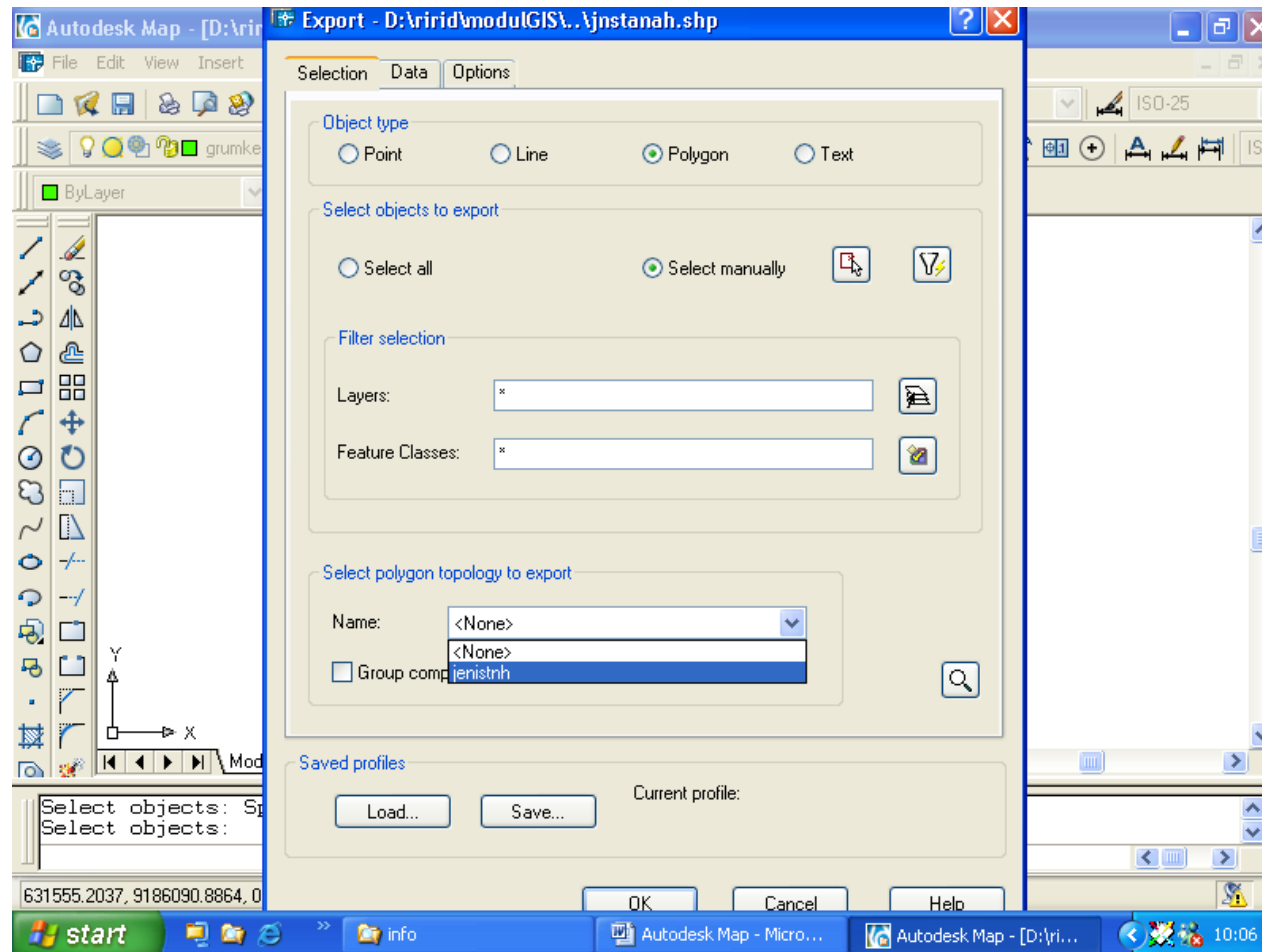 Autodesk Map - [D:\rir
Export - D:\ririd\modulGIS\..\jnstanah.shp
File Edit View Insert
Selection Data Options
ISO-25
Object type
grumke
Point Line Polygon Text
IS
ByLayer
Select objects to export
Select all Select manually
Filter selection
Layers: *
Feature Classes: *
Select polygon topology to export
Name: <None>
<None>
Group comp jenistnh
Y
X
Mod
Saved profiles
Current profile:
Load... Save...
Select objects: Sp
Select objects:
631555.2037, 9186090.8864, 0
OK Cancel Help
start info Autodesk Map - Micro... Autodesk Map - [D:\ri... 10:06